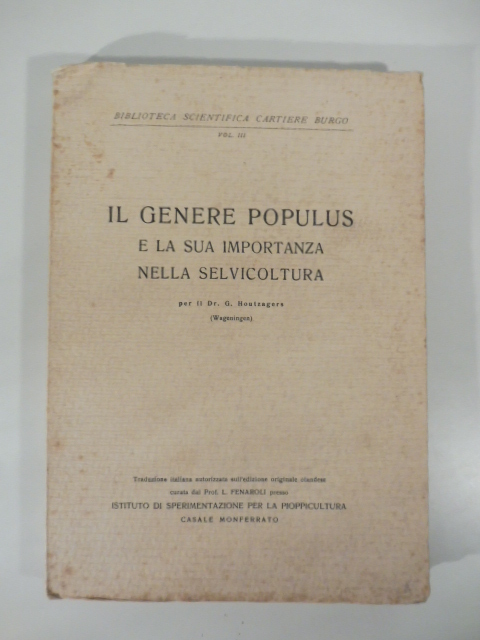 BIBLIOTECA SCIENTIFICA CARTIERE BURGO
VOL. III
IL GENERE POPULUS
E LA SUA IMPORTANZA
NELLA SELVICOLTURA
per il Dr. G. Houtzagers
(Wageningen)
Traduzione italiana autorizzata sull'edizione originale olandese
curata dal Prof. L. FENAROLI presso
ISTITUTO DI SPERIMENTAZIONE PER LA PIOPPICULTURA
CASALE MONFERRATO